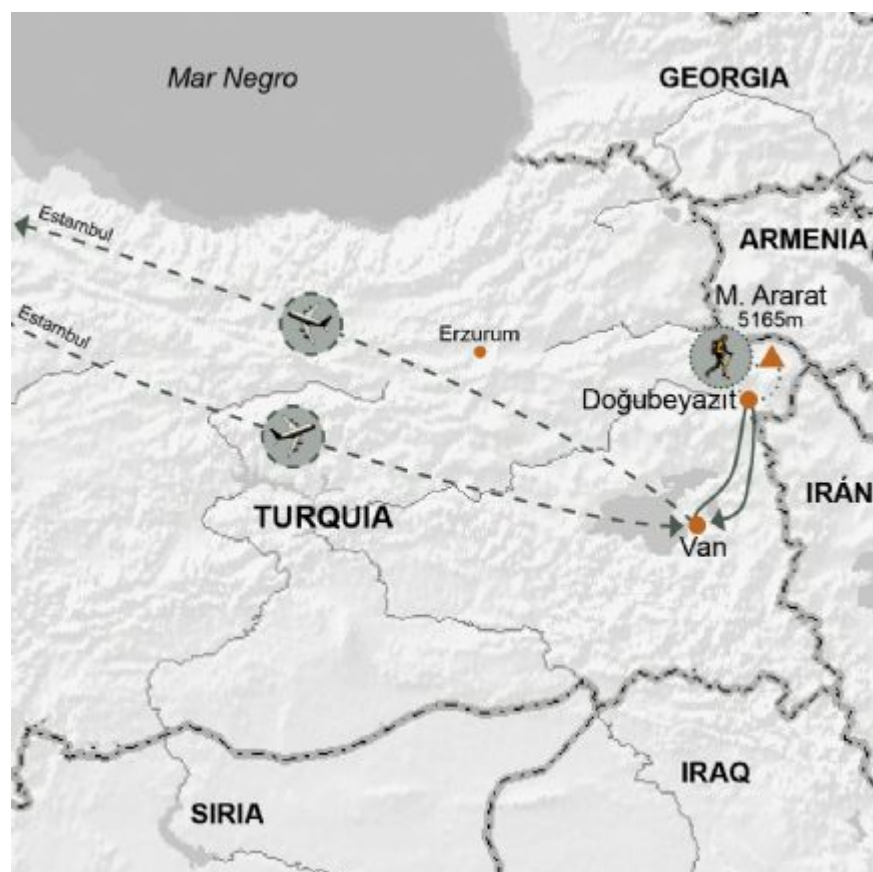 Mar Negro
GEORGIA
Estambul
ARMENIA
M. Ararat
5165m
Estambul
Erzurum
Doğubeyazıt
IRÁN
TURQUIA
Van
IRAQ
SIRIA